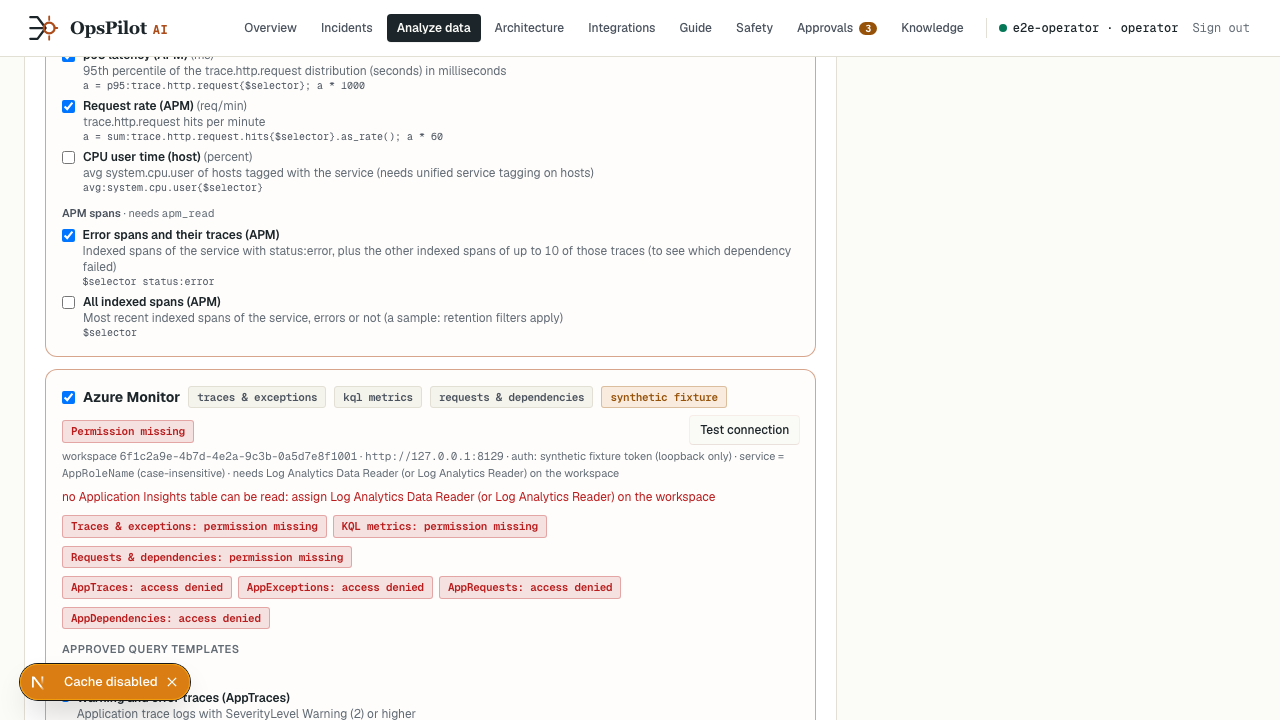 OpsPilot AI
Overview
Incidents
Analyze data
Architecture
Integrations
Guide
Safety
Approvals 3
Knowledge
e2e-operator · operator
Sign out
p95 latency (APM) (ms)
95th percentile of the trace.http.request distribution (seconds) in milliseconds
a = p95:trace.http.request{$selector}; a * 1000
Request rate (APM) (req/min)
trace.http.request hits per minute
a = sum:trace.http.request.hits{$selector}.as_rate(); a * 60
CPU user time (host) (percent)
avg system.cpu.user of hosts tagged with the service (needs unified service tagging on hosts)
avg:system.cpu.user{$selector}
APM spans · needs apm_read
Error spans and their traces (APM)
Indexed spans of the service with status:error, plus the other indexed spans of up to 10 of those traces (to see which dependency
failed)
$selector status:error
All indexed spans (APM)
Most recent indexed spans of the service, errors or not (a sample: retention filters apply)
$selector
Azure Monitor
traces & exceptions
kql metrics
requests & dependencies
synthetic fixture
Permission missing
Test connection
workspace 6f1c2a9e-4b7d-4e2a-9c3b-0a5d7e8f1001 · http://127.0.0.1:8129 · auth: synthetic fixture token (loopback only) · service =
AppRoleName (case-insensitive) · needs Log Analytics Data Reader (or Log Analytics Reader) on the workspace
no Application Insights table can be read: assign Log Analytics Data Reader (or Log Analytics Reader) on the workspace
Traces & exceptions: permission missing
KQL metrics: permission missing
Requests & dependencies: permission missing
AppTraces: access denied
AppExceptions: access denied
AppRequests: access denied
AppDependencies: access denied
APPROVED QUERY TEMPLATES
Cache disabled
Warning and error traces (AppTraces)
Application trace logs with SeverityLevel Warning (2) or higher